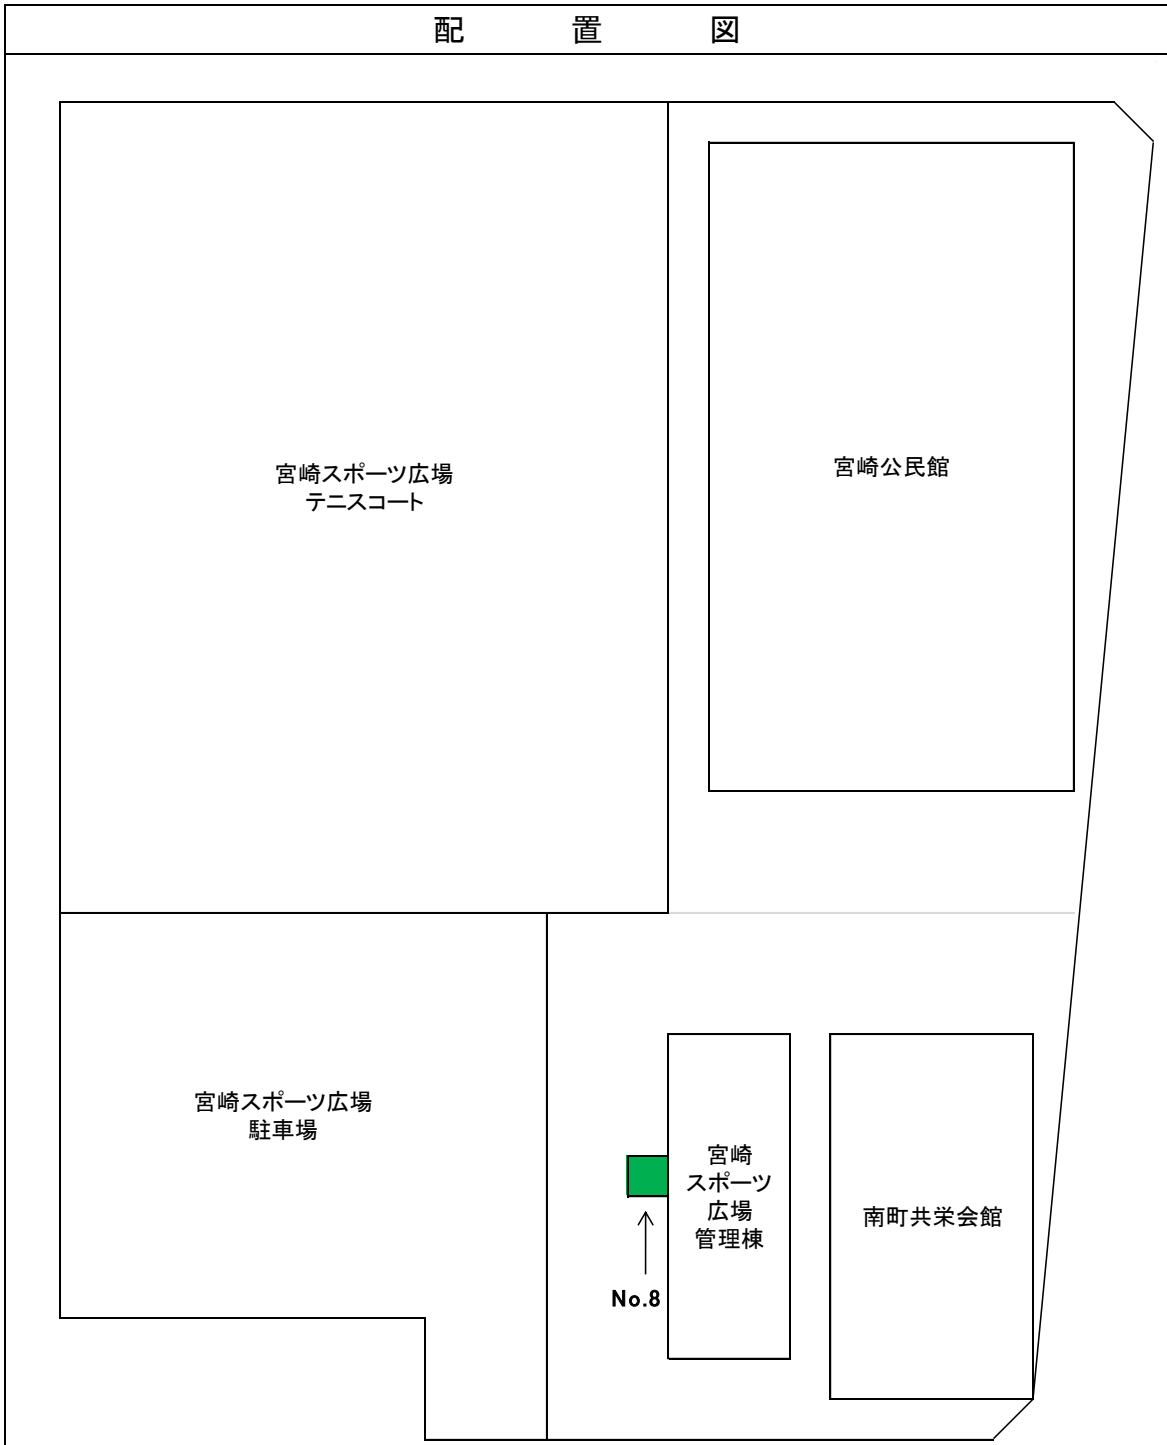 配 置 図
宮崎スポーツ広場
テニスコート
宮崎公民館
宮崎スポーツ広場
駐車場
宮崎
スポーツ
広場
管理棟
南町共栄会館
No.8